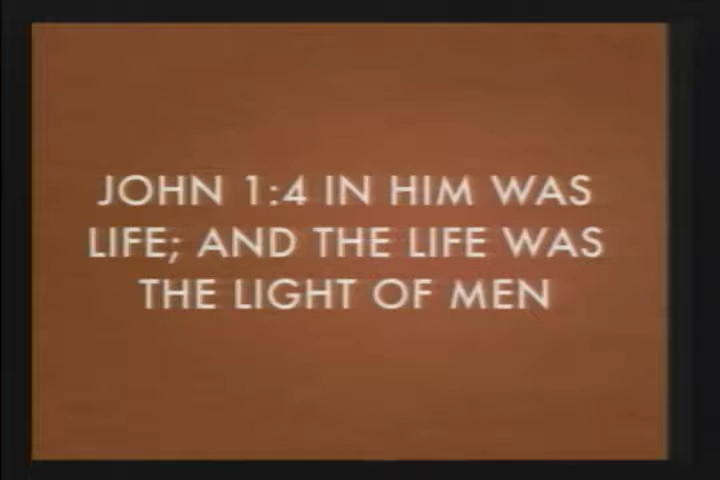 JOHN 1:4 IN HIM WAS
LIFE; AND THE LIFE WAS
THE LIGHT OF MEN